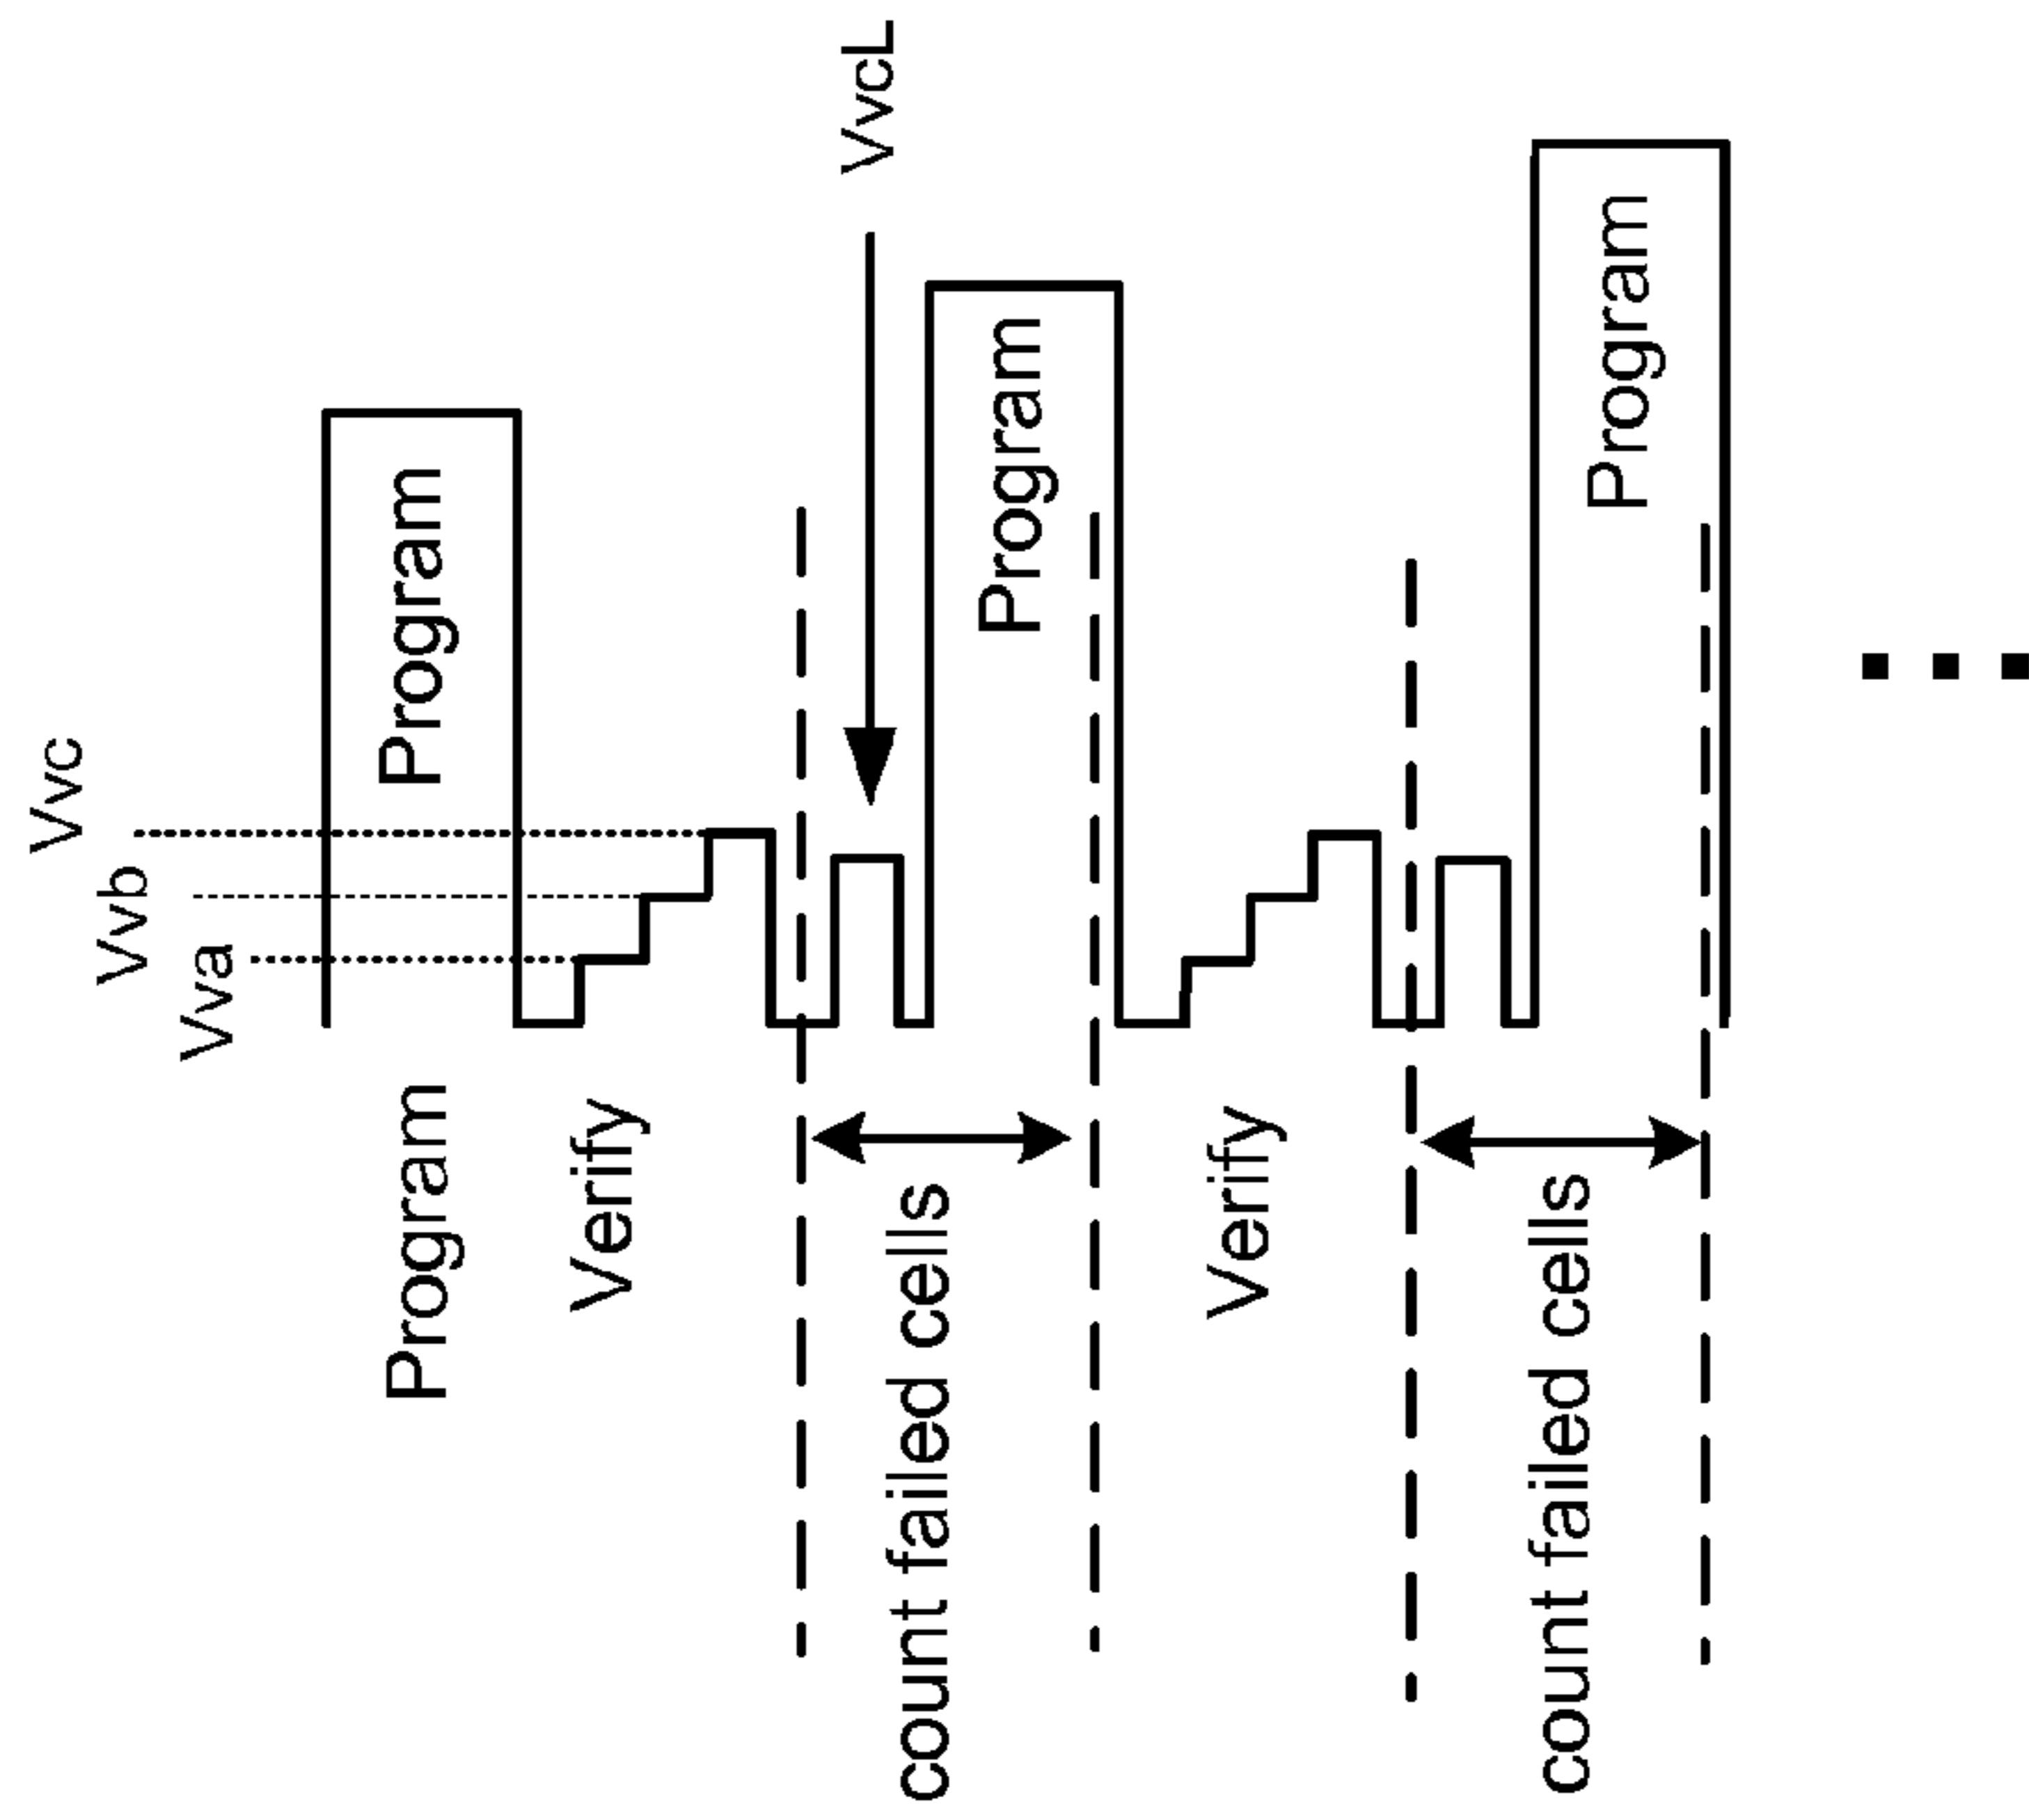 Vvc
Vvb
Vva
VvcL
Program
Program
Program
Program
Verify
count failed cells
Verify
count failed cells